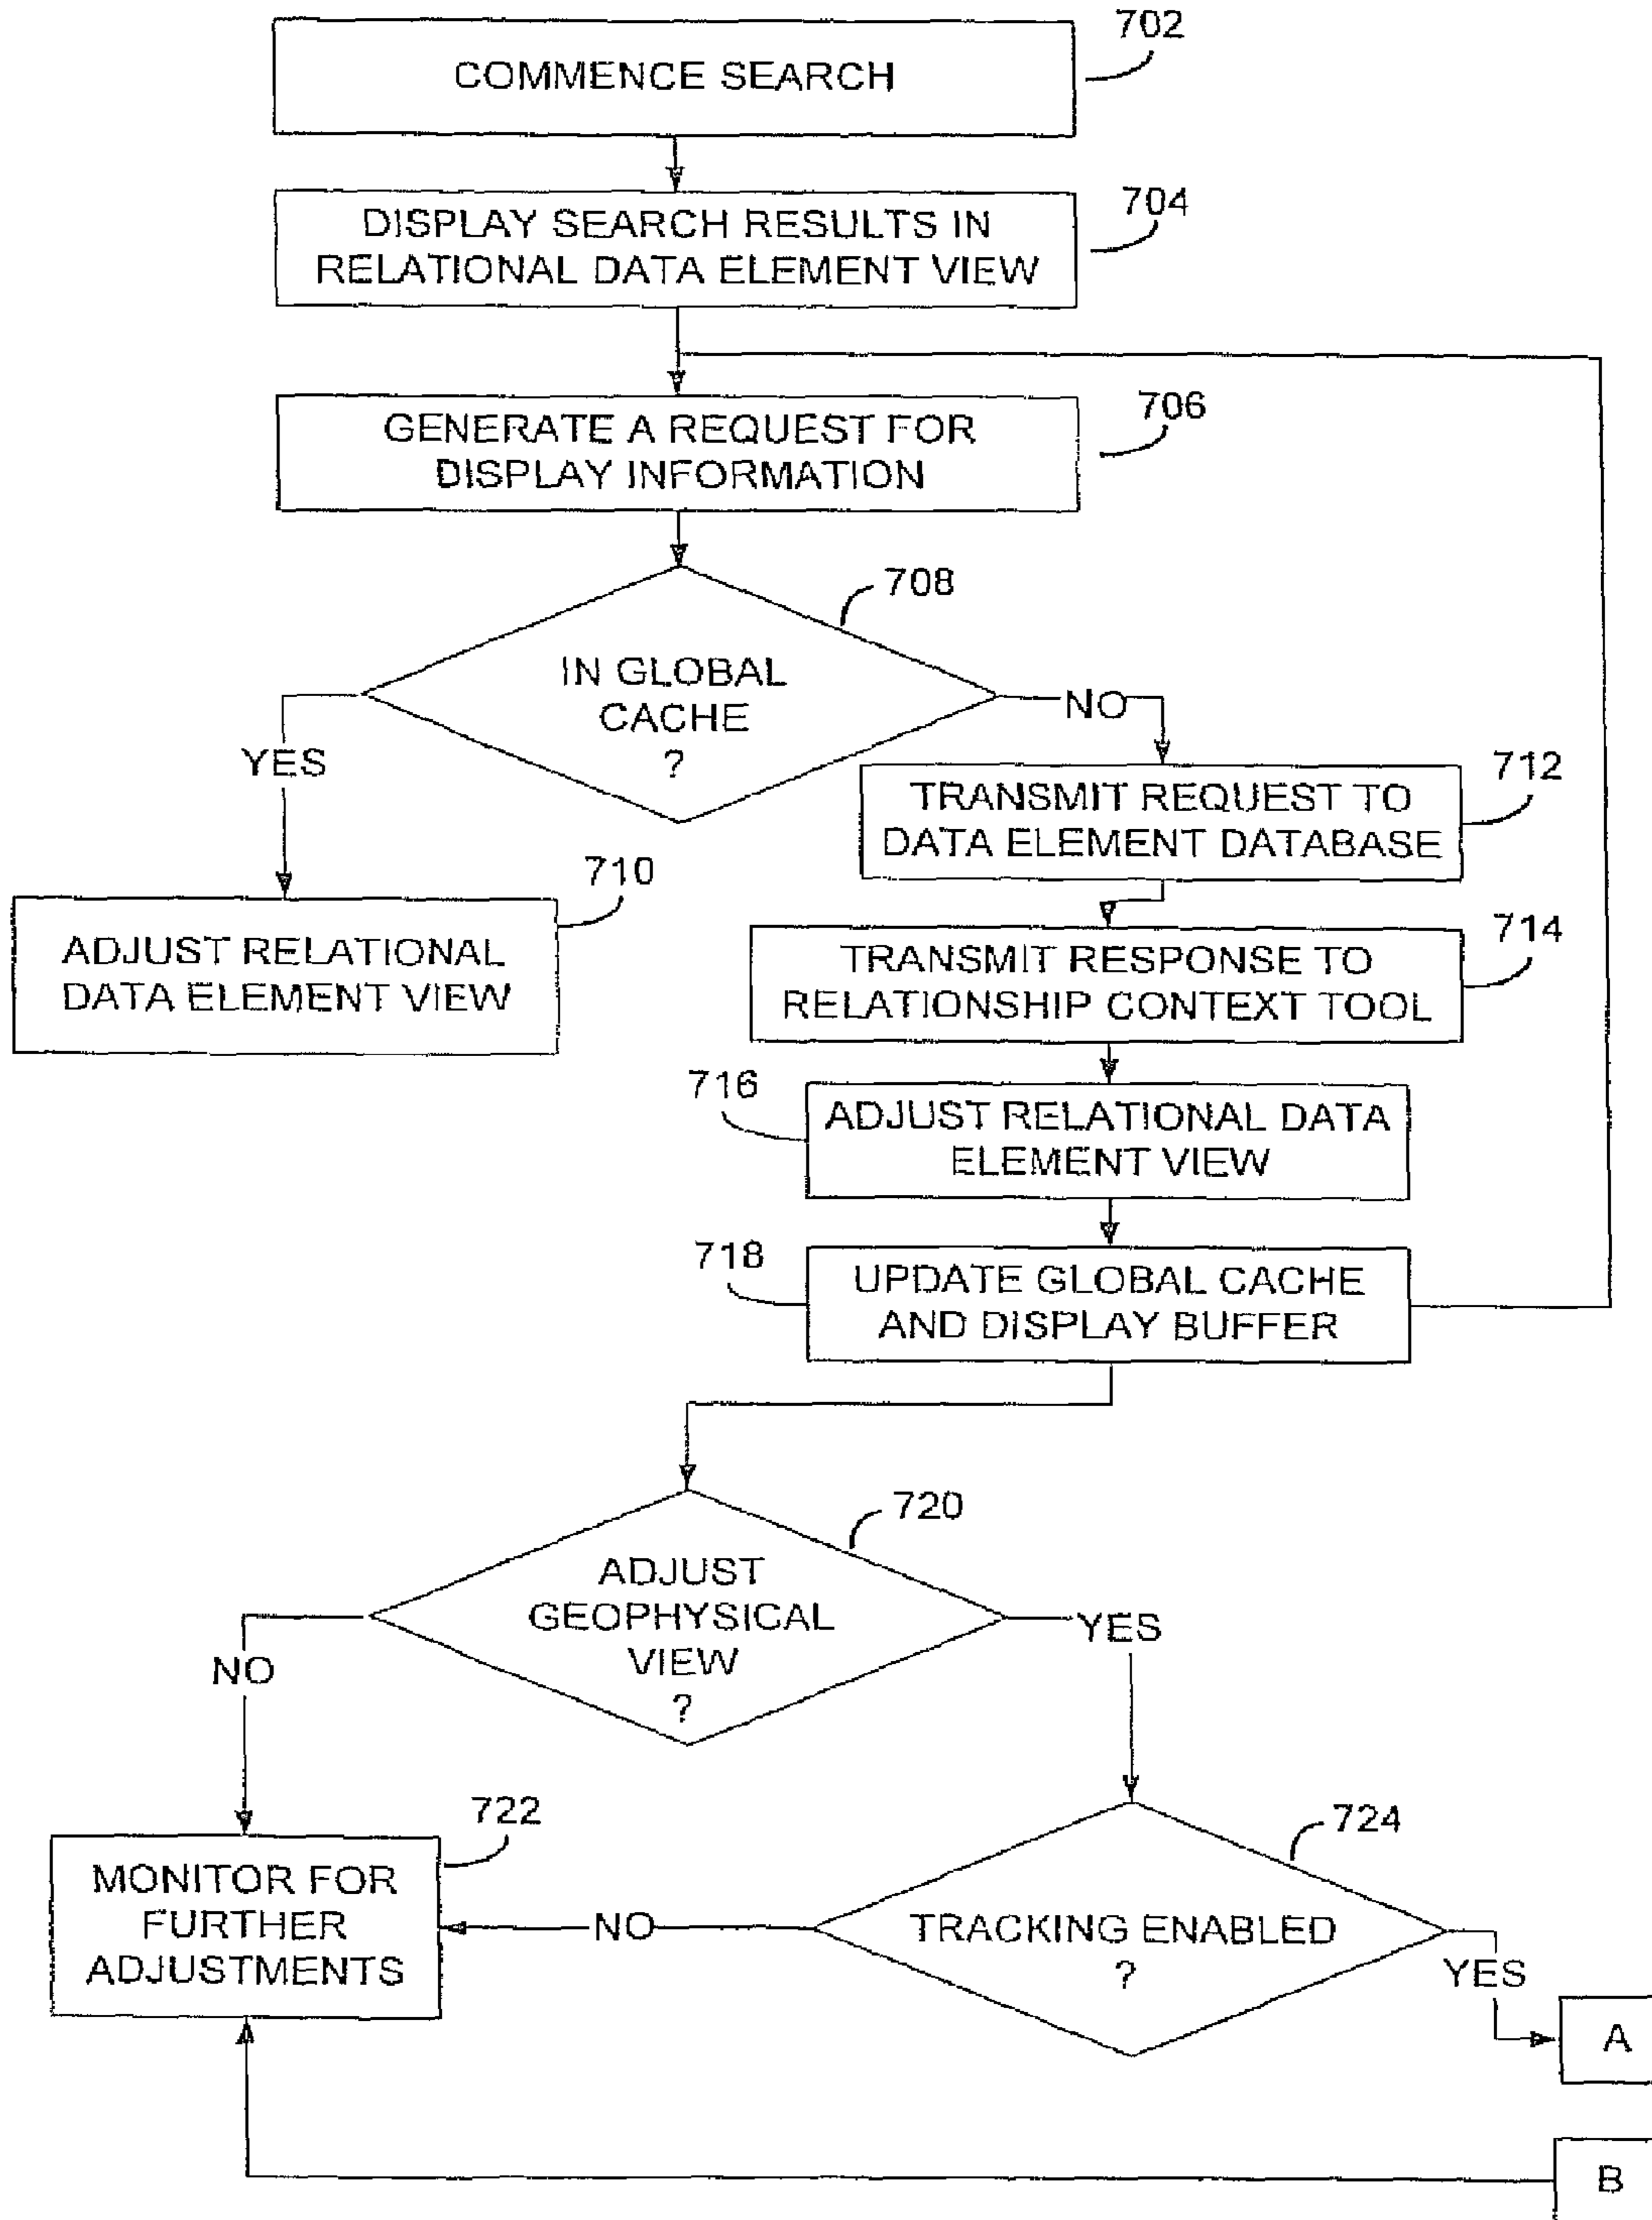 702
COMMENCE SEARCH
704
DISPLAY SEARCH RESULTS IN
RELATIONAL DATA ELEMENT VIEW
706
GENERATE A REQUEST FOR
DISPLAY INFORMATION
708
IN GLOBAL
CACHE
?
YES
NO
710
ADJUST RELATIONAL
DATA ELEMENT VIEW
712
TRANSMIT REQUEST TO
DATA ELEMENT DATABASE
714
TRANSMIT RESPONSE TO
RELATIONSHIP CONTEXT TOOL
716
ADJUST RELATIONAL DATA
ELEMENT VIEW
718
UPDATE GLOBAL CACHE
AND DISPLAY BUFFER
720
ADJUST
GEOPHYSICAL
VIEW
?
NO
YES
722
MONITOR FOR
FURTHER
ADJUSTMENTS
724
TRACKING ENABLED
?
NO
YES
A
B